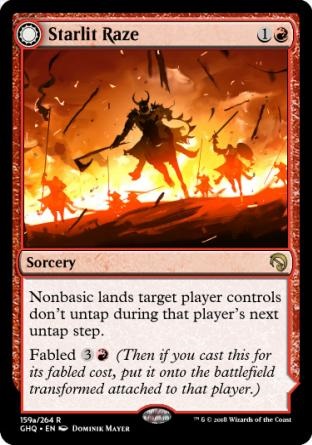 Starlit Raze 1
Sorcery
Nonbasic lands target player controls
don't untap during that player's next
untap step.
Fabled 3 (Then if you cast this for
its fabled cost, put it onto the battlefield
transformed attached to that player.)
159a/264 R
GHQ • EN DOMINIK MAYER
™ & © 2018 Wizards of the Coast